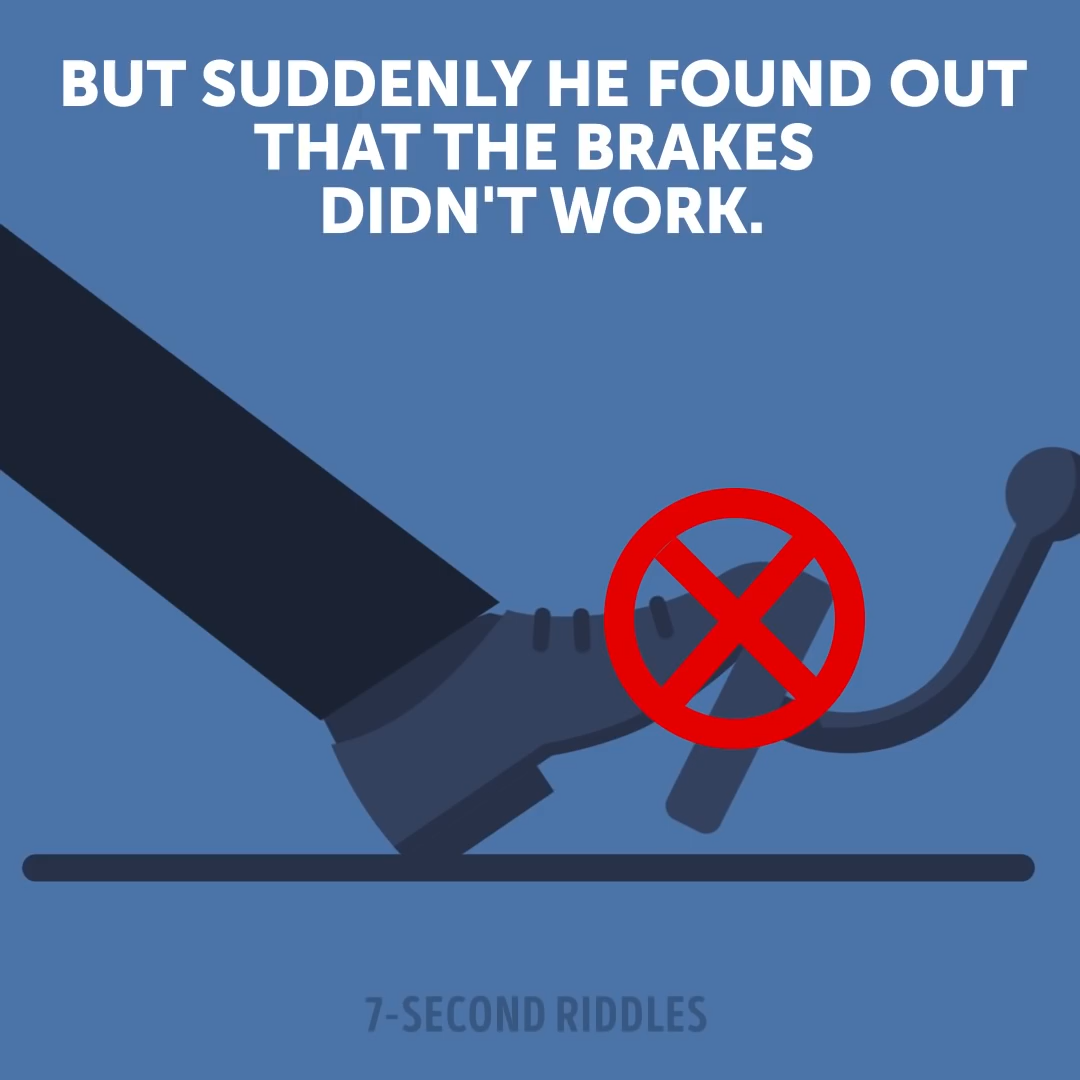 BUT SUDDENLY HE FOUND OUT
THAT THE BRAKES
DIDN'T WORK.
7-SECOND RIDDLES